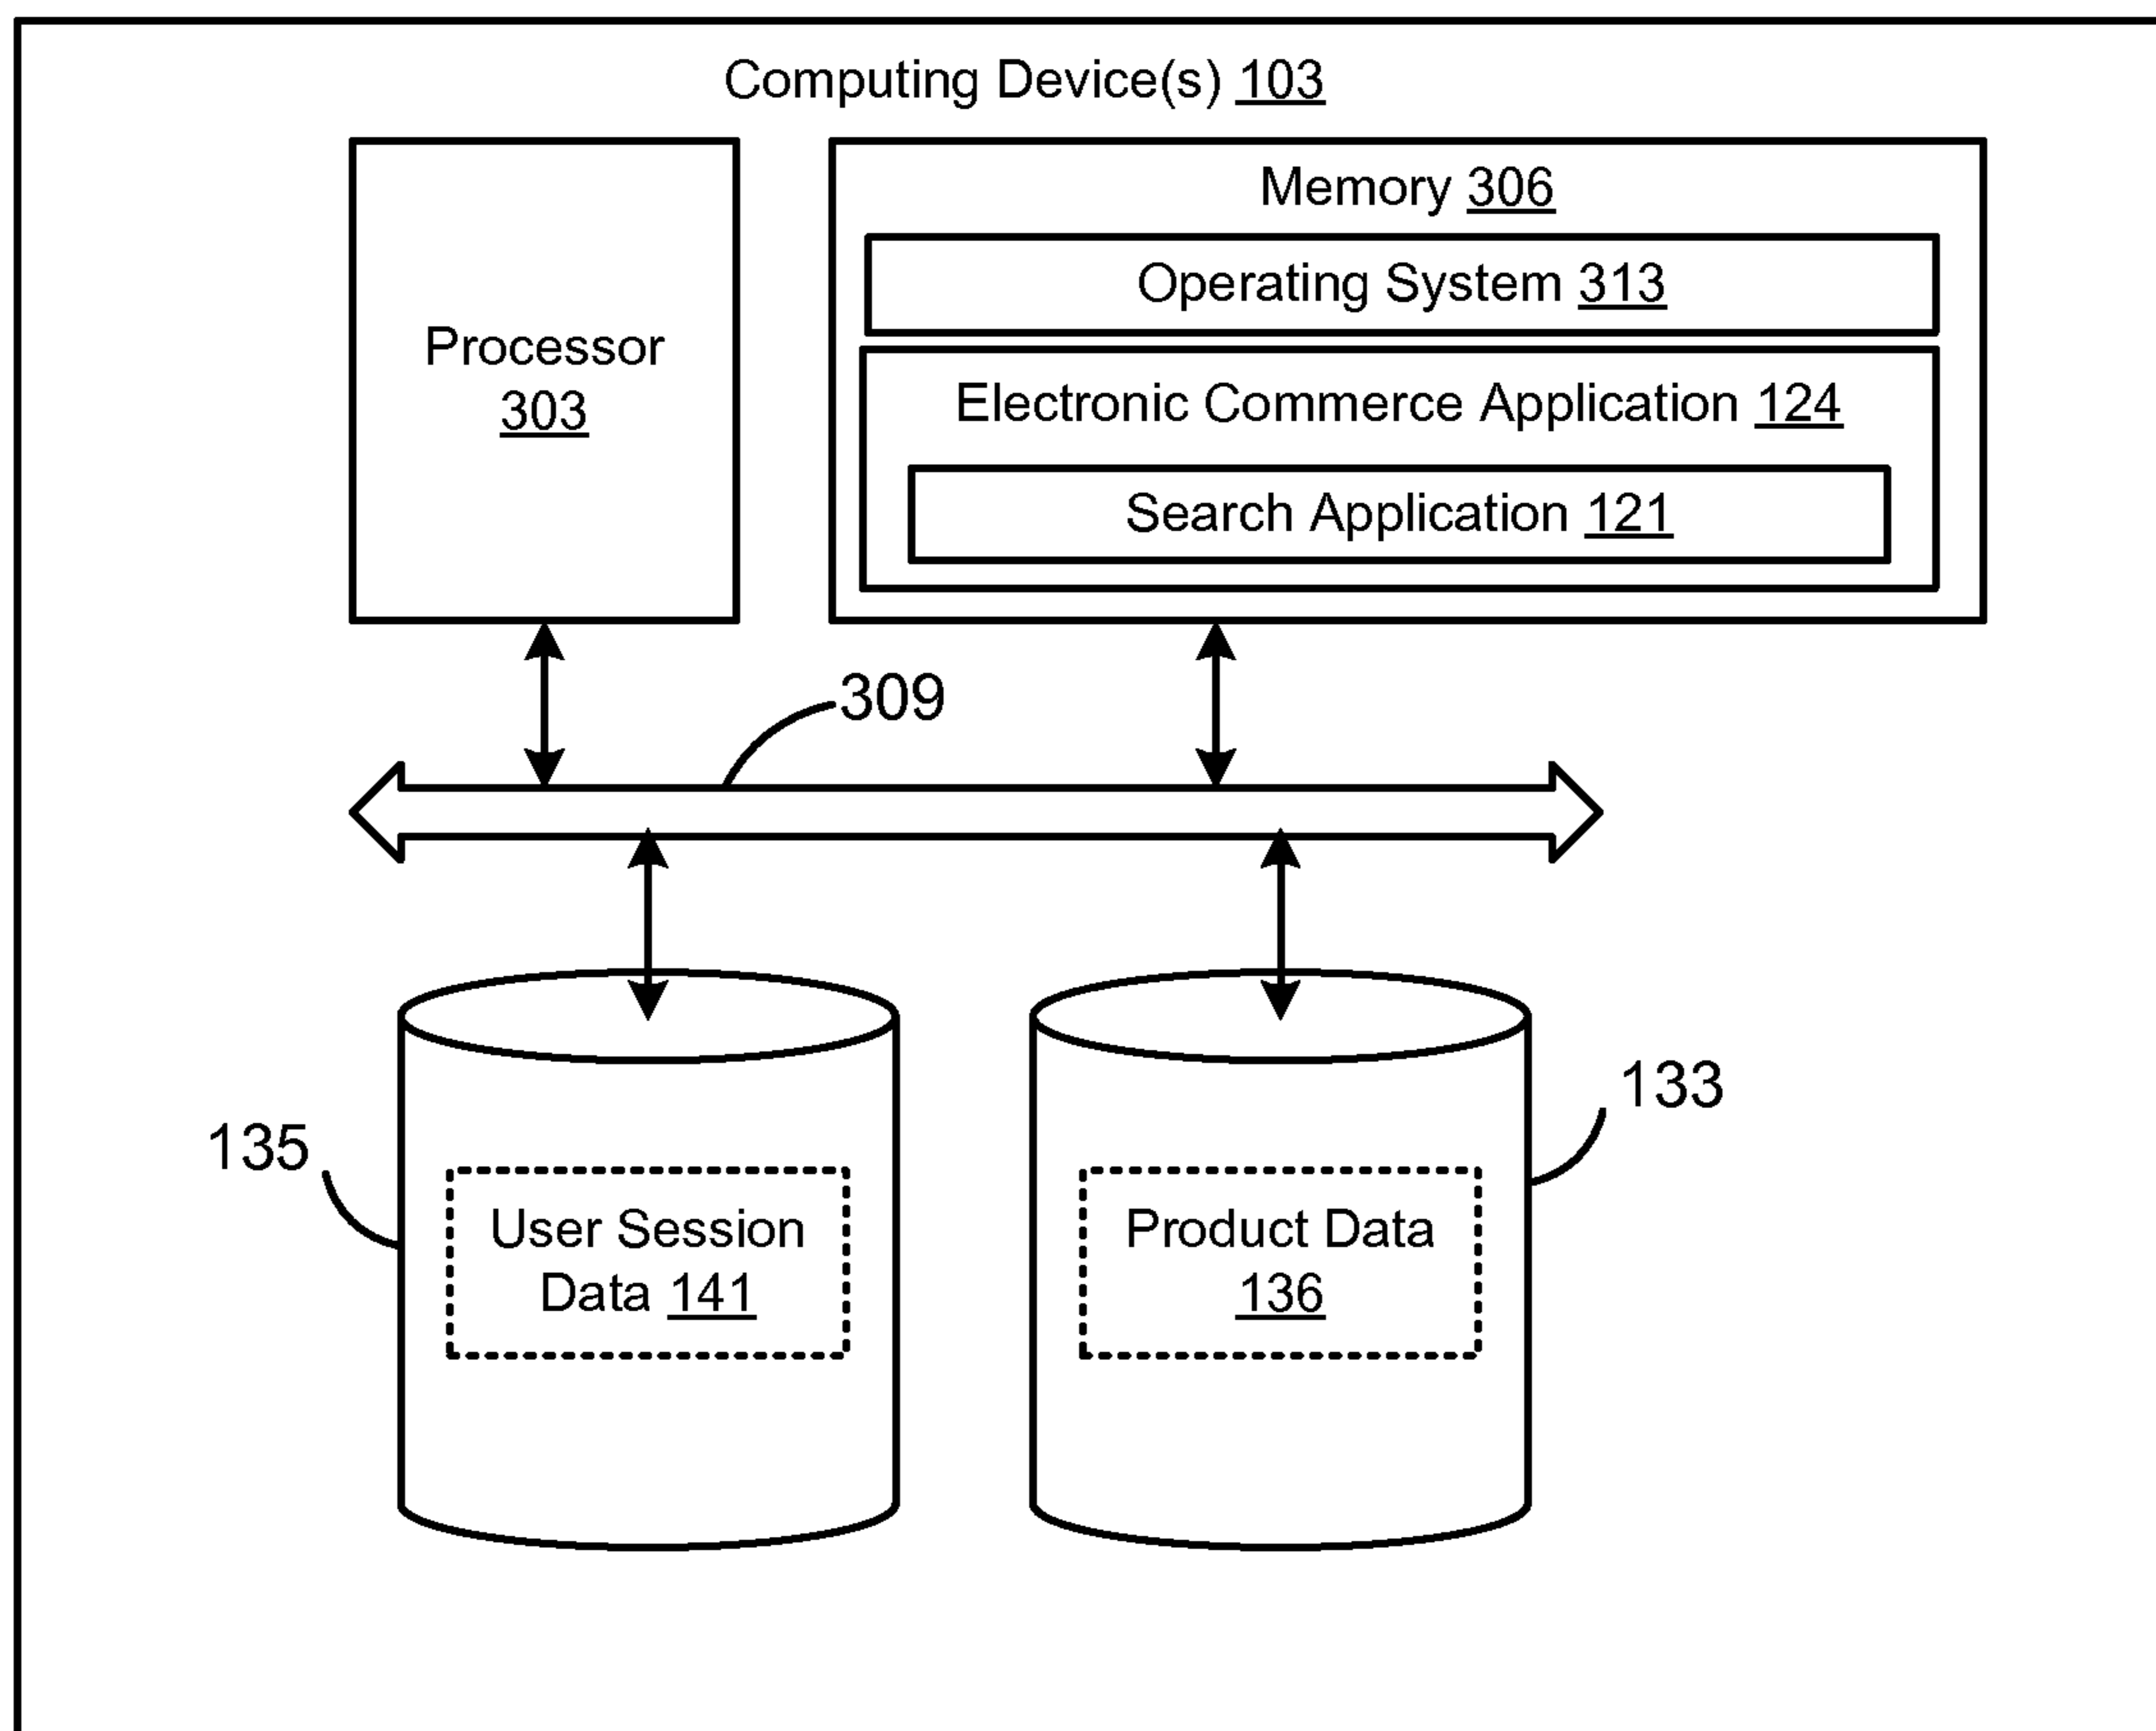 Computing Device(s) 103
Processor
303
Memory 306
Operating System 313
Electronic Commerce Application 124
Search Application 121
309
135
User Session
Data 141
Product Data
136
133